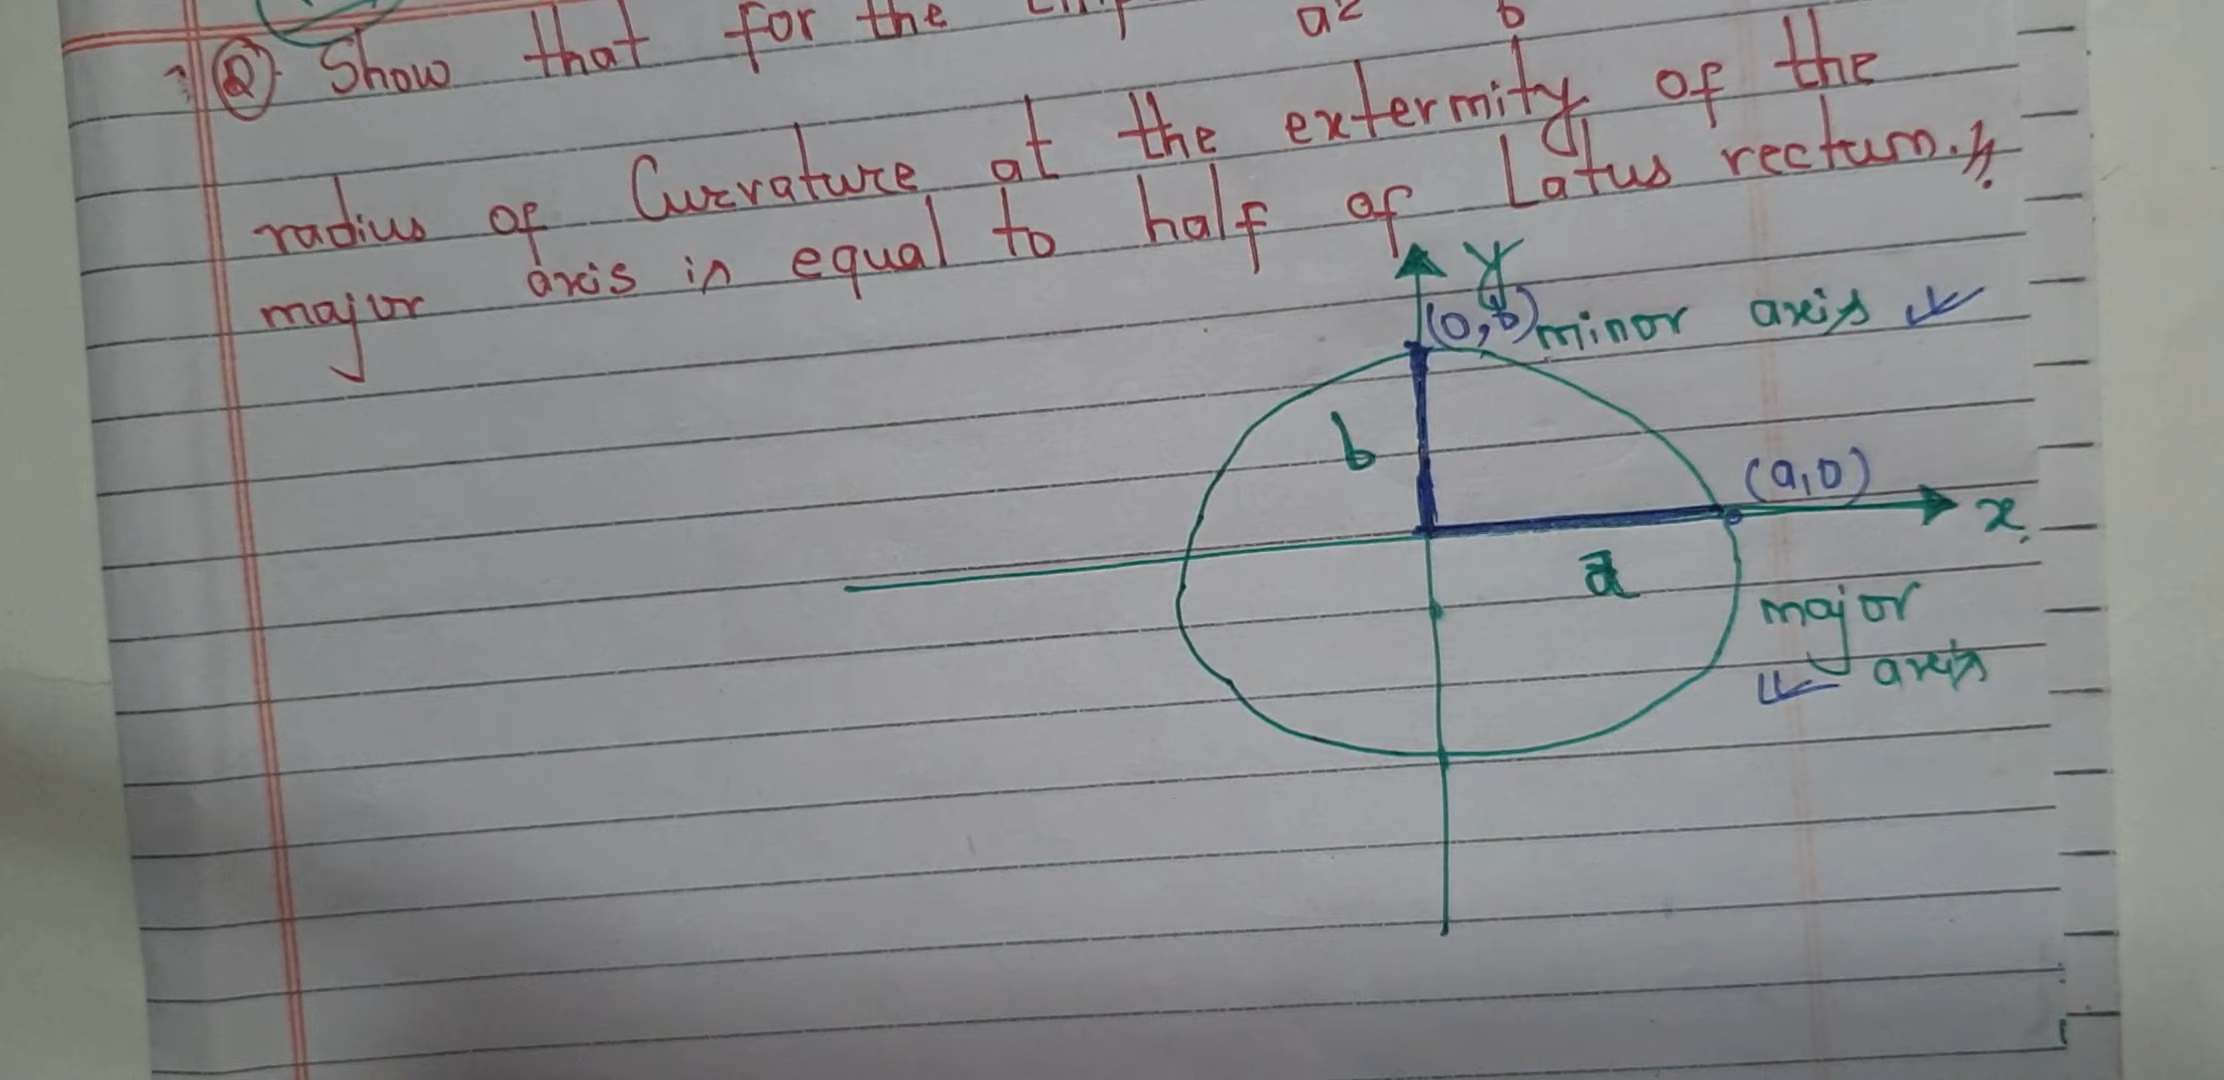 Q) Show that for the a²
radius of Curvature at the extermity of the
major axis is equal to half of Latus rectum.
y
(0,b) minor axis
b
(a,0)
x
a
major
axis